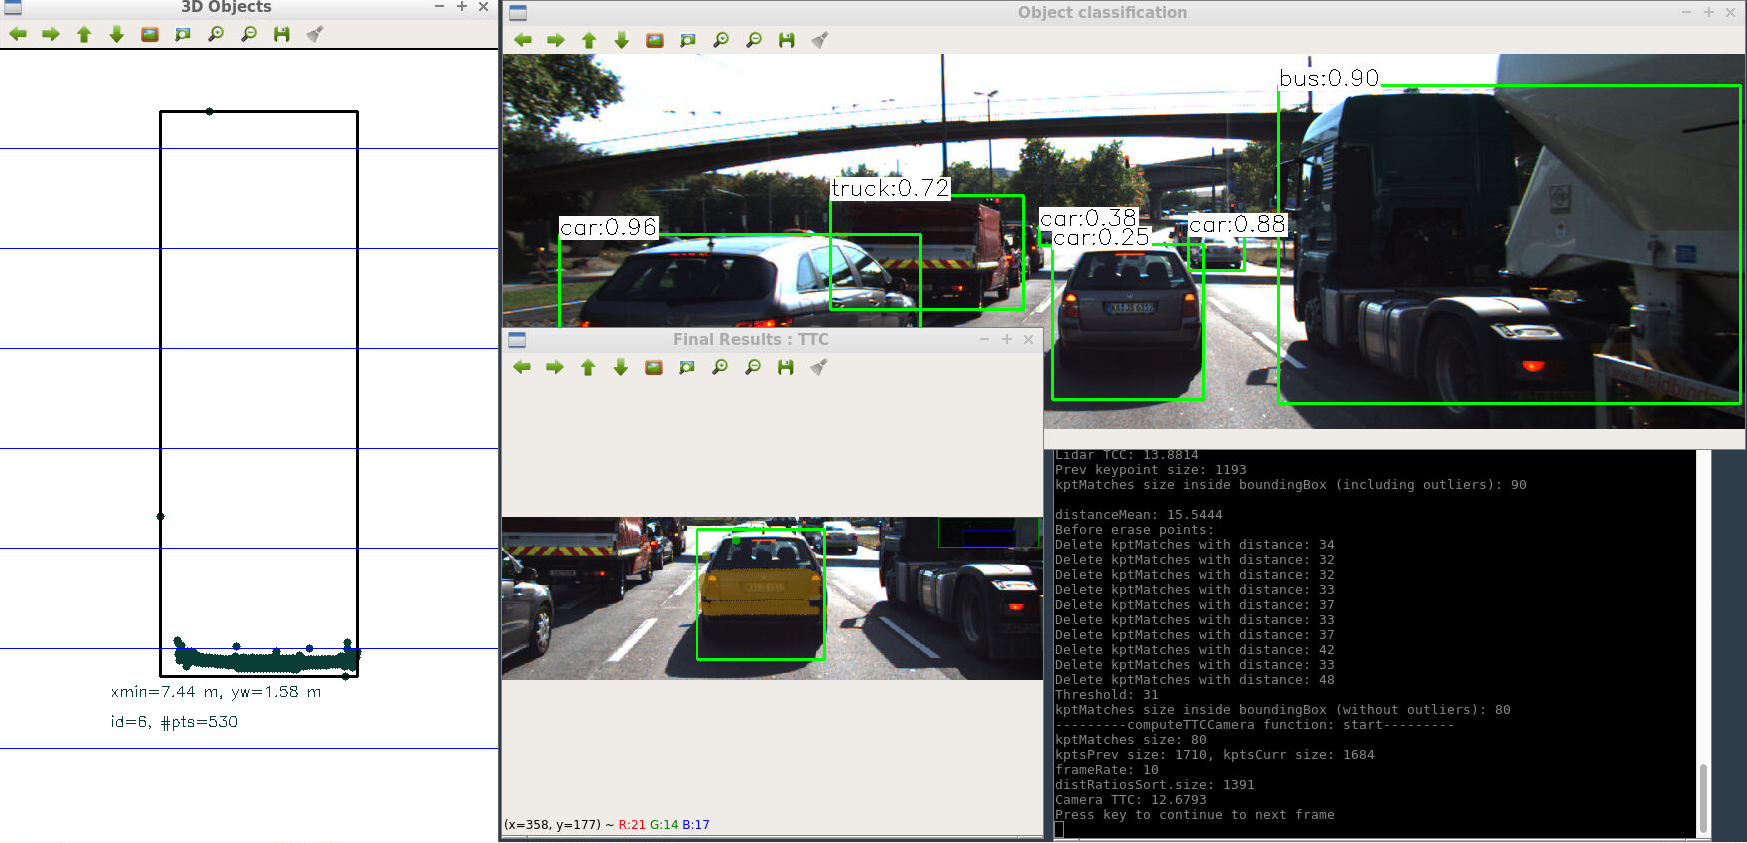 3D Objects
xmin=7.44 m, yw=1.58 m
id=6, #pts=530
Object classification
bus:0.90
truck:0.72
car:0.96
car:0.38
car:0.88
car:0.25
Final Results : TTC
(x=358, y=177) ~ R:21 G:14 B:17
Lidar TCC: 13.8814
Prev keypoint size: 1193
kptMatches size inside boundingBox (including outliers): 90
distanceMean: 15.5444
Before erase points:
Delete kptMatches with distance: 34
Delete kptMatches with distance: 32
Delete kptMatches with distance: 32
Delete kptMatches with distance: 33
Delete kptMatches with distance: 37
Delete kptMatches with distance: 33
Delete kptMatches with distance: 37
Delete kptMatches with distance: 42
Delete kptMatches with distance: 33
Delete kptMatches with distance: 48
Threshold: 31
kptMatches size inside boundingBox (without outliers): 80
---------computeTTCCamera function: start---------
kptMatches size: 80
kptsPrev size: 1710, kptsCurr size: 1684
frameRate: 10
distRatiosSort.size: 1391
Camera TTC: 12.6793
Press key to continue to next frame